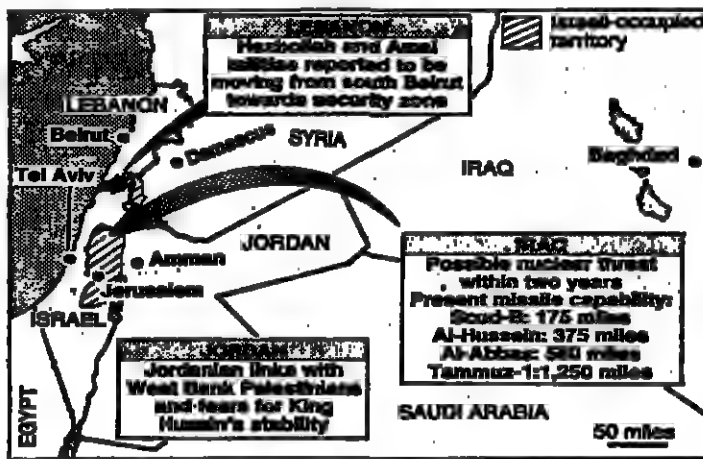 LEBANON
Hezbollah and Amal
militias reported to be
moving from south Beirut
towards security zone
Israeli-occupied
territory
LEBANON
Beirut
Damascus
SYRIA
IRAQ
Baghdad
Tel Aviv
JORDAN
Amman
Jerusalem
ISRAEL
EGYPT
IRAQ
Possible nuclear threat
within two years
Present missile capability:
Scud-B: 175 miles
Al-Hussein: 375 miles
Al-Abbas: 560 miles
Tammuz-1:1,250 miles
JORDAN
Jordanian links with
West Bank Palestinians
and fears for King
Husain's stability
SAUDI ARABIA
50 miles